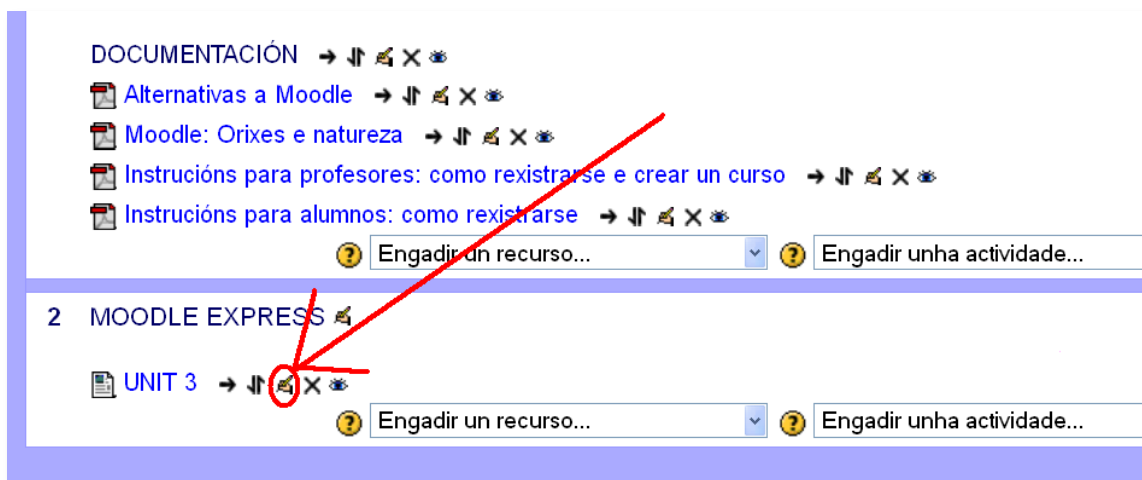 DOCUMENTACIÓN
Alternativas a Moodle
Moodle: Orixes e natureza
Instrucións para profesores: como rexistrarse e crear un curso
Instrucións para alumnos: como rexistrarse
Engadir un recurso... Engadir unha actividade...
2 MOODLE EXPRESS
UNIT 3
Engadir un recurso... Engadir unha actividade...